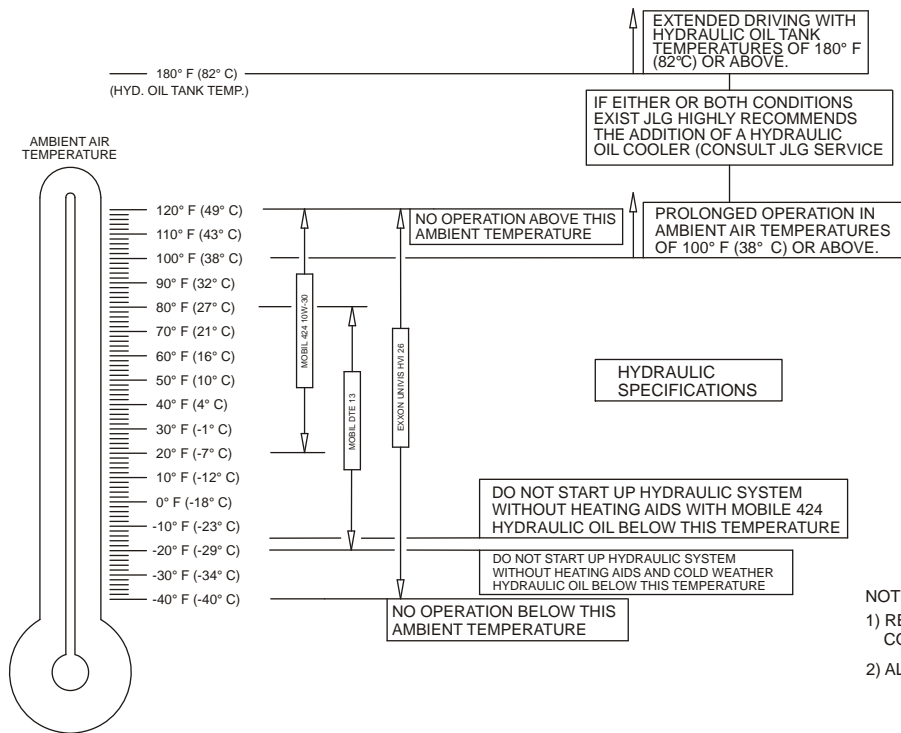 EXTENDED DRIVING WITH
HYDRAULIC OIL TANK
TEMPERATURES OF 180° F
(82°C) OR ABOVE.
180° F (82° C)
(HYD. OIL TANK TEMP.)
IF EITHER OR BOTH CONDITIONS
EXIST JLG HIGHLY RECOMMENDS
THE ADDITION OF A HYDRAULIC
OIL COOLER (CONSULT JLG SERVICE
AMBIENT AIR
TEMPERATURE
120° F (49° C)
110° F (43° C)
100° F (38° C)
90° F (32° C)
80° F (27° C)
70° F (21° C)
60° F (16° C)
50° F (10° C)
40° F (4° C)
30° F (-1° C)
20° F (-7° C)
10° F (-12° C)
0° F (-18° C)
-10° F (-23° C)
-20° F (-29° C)
-30° F (-34° C)
-40° F (-40° C)
NO OPERATION ABOVE THIS
AMBIENT TEMPERATURE
PROLONGED OPERATION IN
AMBIENT AIR TEMPERATURES
OF 100° F (38° C) OR ABOVE.
MOBIL 424 10W-30
MOBIL DTE 13
EXXON UNIVIS HVI 26
HYDRAULIC
SPECIFICATIONS
DO NOT START UP HYDRAULIC SYSTEM
WITHOUT HEATING AIDS WITH MOBILE 424
HYDRAULIC OIL BELOW THIS TEMPERATURE
DO NOT START UP HYDRAULIC SYSTEM
WITHOUT HEATING AIDS AND COLD WEATHER
HYDRAULIC OIL BELOW THIS TEMPERATURE
NO OPERATION BELOW THIS
AMBIENT TEMPERATURE
NOT
1) RE
CO
2) AL